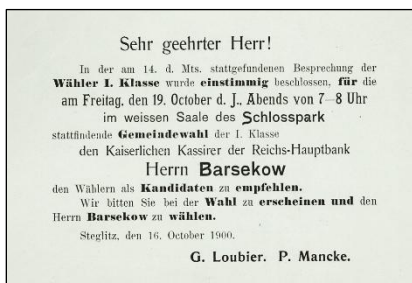 Sehr geehrter Herr!
In der am 14. d. Mts. stattgefundenen Besprechung der
Wähler I. Klasse wurde einstimmig beschlossen, für die
am Freitag, den 19. October d. J., Abends von 7—8 Uhr
im weissen Saale des Schlosspark
stattfindende Gemeindewahl der I. Klasse
den Kaiserlichen Kassirer der Reichs-Hauptbank
Herrn Barsekow
den Wählern als Kandidaten zu empfehlen.
Wir bitten Sie bei der Wahl zu erscheinen und den
Herrn Barsekow zu wählen.
Steglitz, den 16. October 1900.
G. Loubier. P. Mancke.